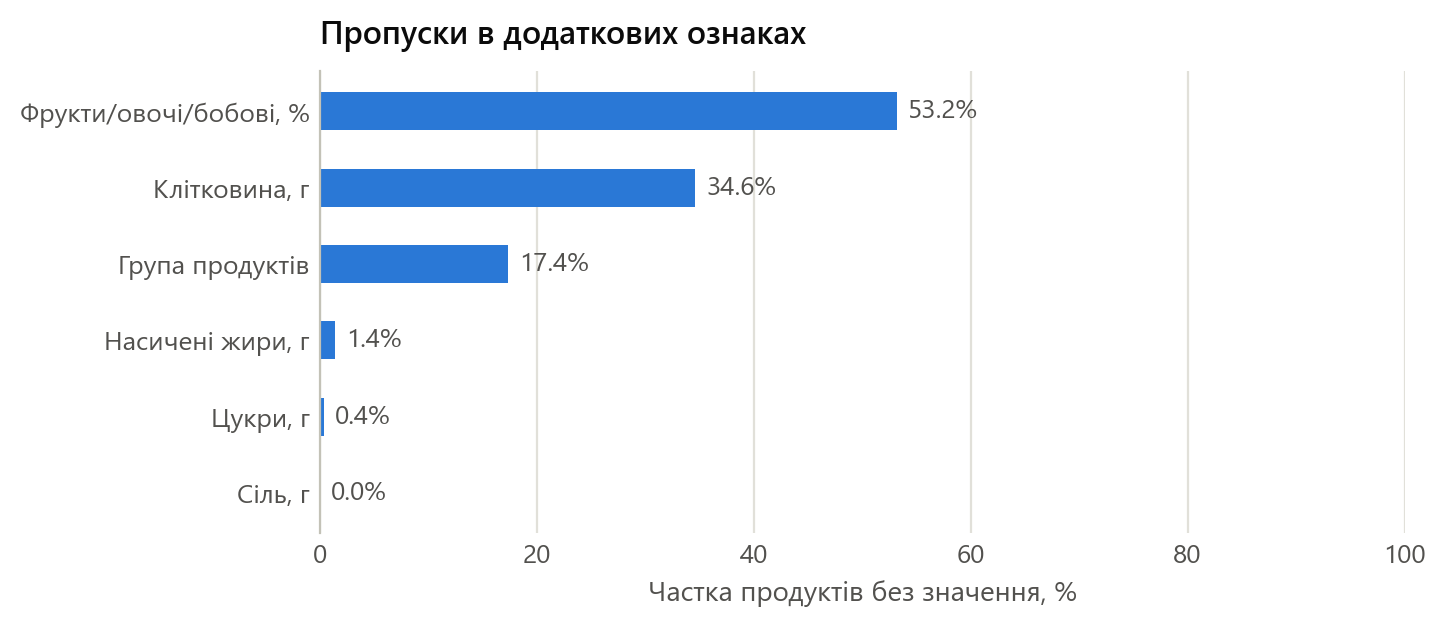 Пропуски в додаткових ознаках
Фрукти/овочі/бобові, % 53.2%
Клітковина, г 34.6%
Група продуктів 17.4%
Насичені жири, г 1.4%
Цукри, г 0.4%
Сіль, г 0.0%
0 20 40 60 80 100
Частка продуктів без значення, %